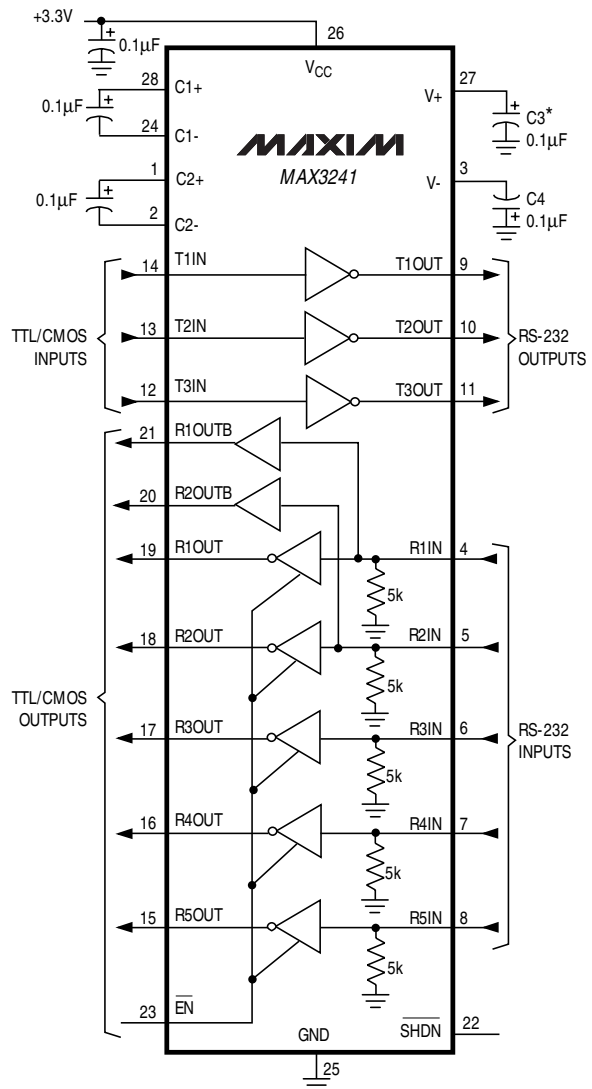 +3.3V
26
0.1µF
VCC
28
C1+
27
V+
0.1µF
C3*
0.1µF
24
C1-
MAXIM
MAX3241
1
C2+
3
V-
0.1µF
C4
0.1µF
2
C2-
14
T1IN
T1OUT
9
TTL/CMOS
INPUTS
13
T2IN
T2OUT
10
RS-232
OUTPUTS
12
T3IN
T3OUT
11
21
R1OUTB
20
R2OUTB
19
R1OUT
R1IN
4
5k
18
R2OUT
R2IN
5
5k
TTL/CMOS
OUTPUTS
17
R3OUT
R3IN
6
RS-232
INPUTS
5k
16
R4OUT
R4IN
7
5k
15
R5OUT
R5IN
8
5k
23
EN
GND
SHDN
22
25